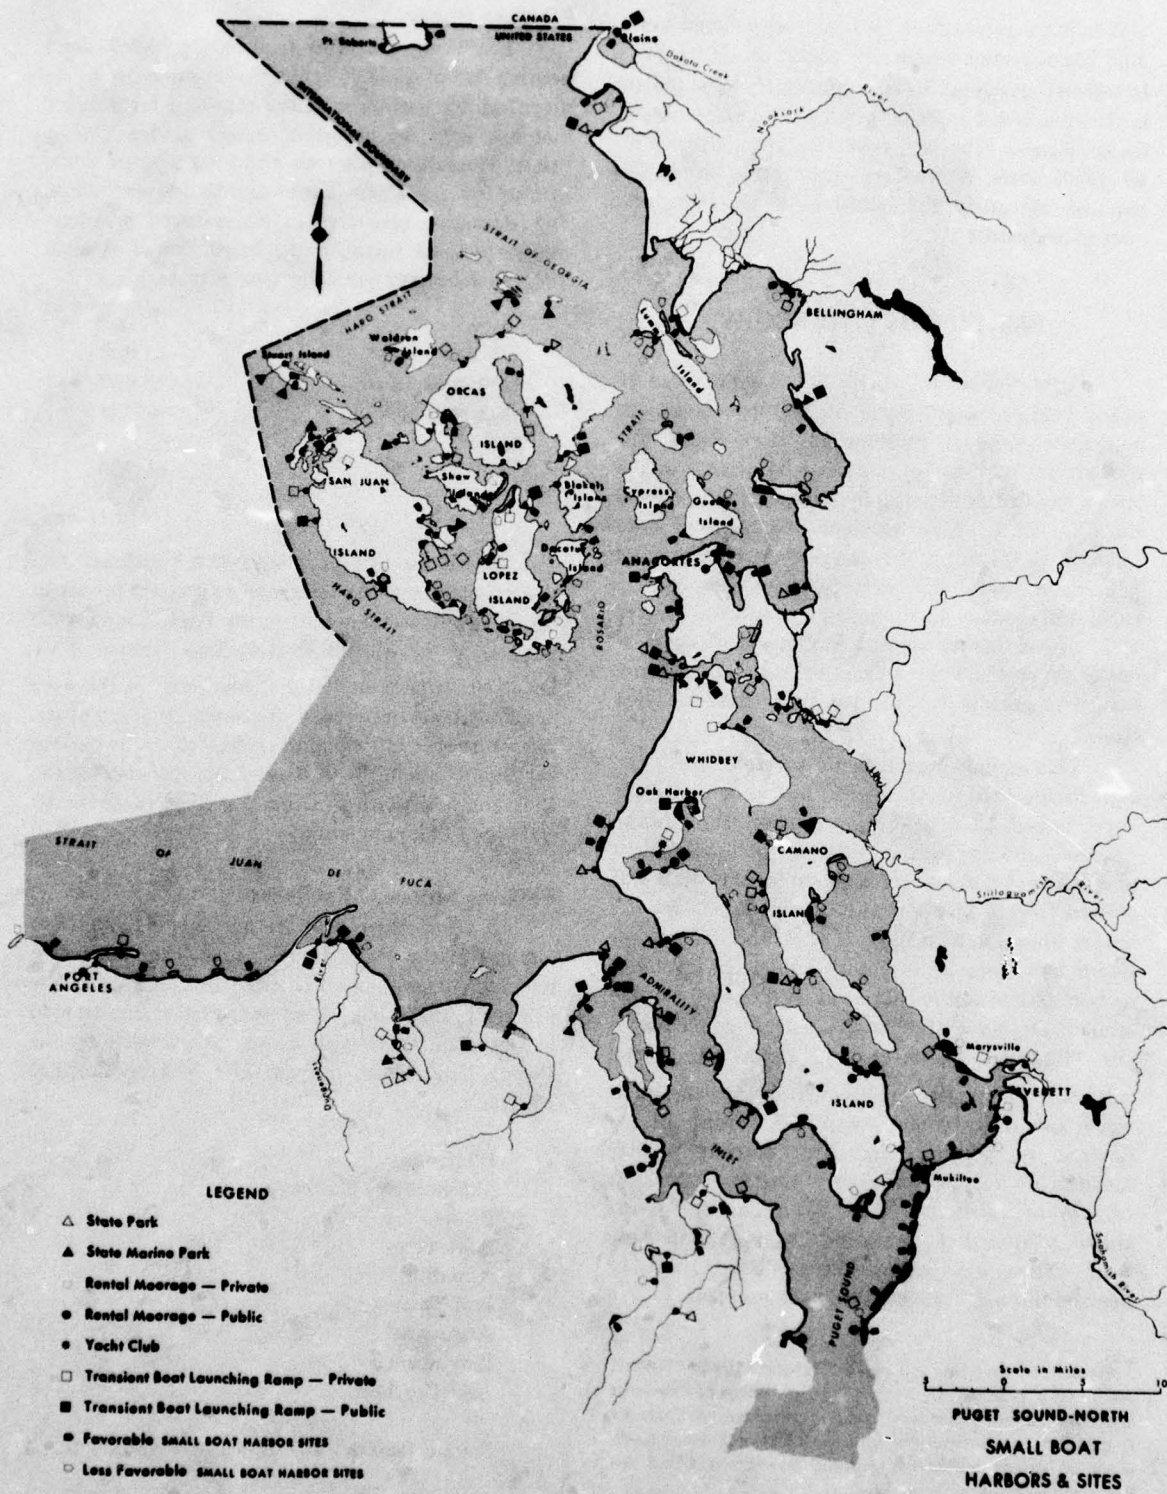 CANADA
UNITED STATES
Pt. Roberts
Blaine
Dakota Creek
INTERNATIONAL BOUNDARY
Nooksack River
STRAIT OF GEORGIA
HARO STRAIT
BELLINGHAM
Lummi
Island
Waldron
Island
Stuart Island
ORCAS
ISLAND
STRAIT
SAN JUAN
ISLAND
Shaw
Island
Blakely
Island
Cypress
Island
Guemes
Island
Decatur
Island
ANACORTES
LOPEZ
ISLAND
HARO STRAIT
ROSARIO
WHIDBEY
Oak Harbor
CAMANO
ISLAND
STRAIT OF JUAN DE FUCA
Stillaguamish River
PORT
ANGELES
River
Dungeness
ADMIRALITY
Marysville
EVERETT
ISLAND
INLET
Mukilteo
Snohomish River
PUGET SOUND
LEGEND
△ State Park
▲ State Marine Park
Rental Moorage — Private
● Rental Moorage — Public
Yacht Club
□ Transient Boat Launching Ramp — Private
■ Transient Boat Launching Ramp — Public
Favorable SMALL BOAT HARBOR SITES
Less Favorable SMALL BOAT HARBOR SITES
Scale in Miles
5 0 5 10
PUGET SOUND-NORTH
SMALL BOAT
HARBORS & SITES